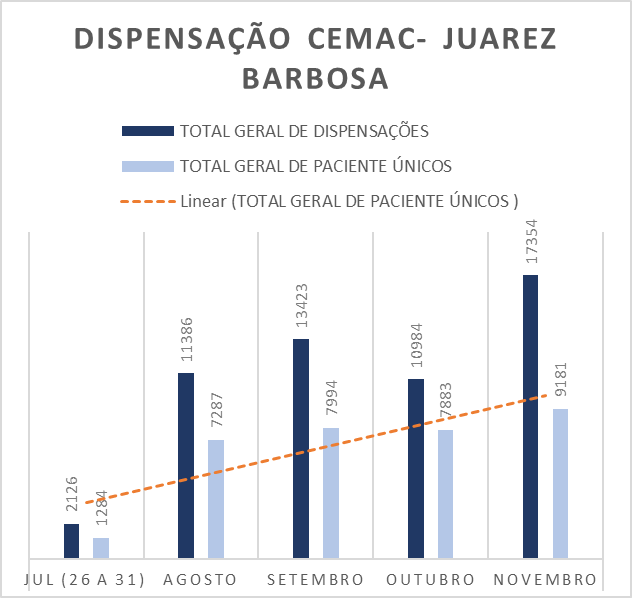 DISPENSAÇÃO CEMAC- JUAREZ
BARBOSA
TOTAL GERAL DE DISPENSAÇÕES
TOTAL GERAL DE PACIENTE ÚNICOS
Linear (TOTAL GERAL DE PACIENTE ÚNICOS )
2126
1284
11386
7287
13423
7994
10984
7883
17354
9181
JUL (26 A 31) AGOSTO SETEMBRO OUTUBRO NOVEMBRO